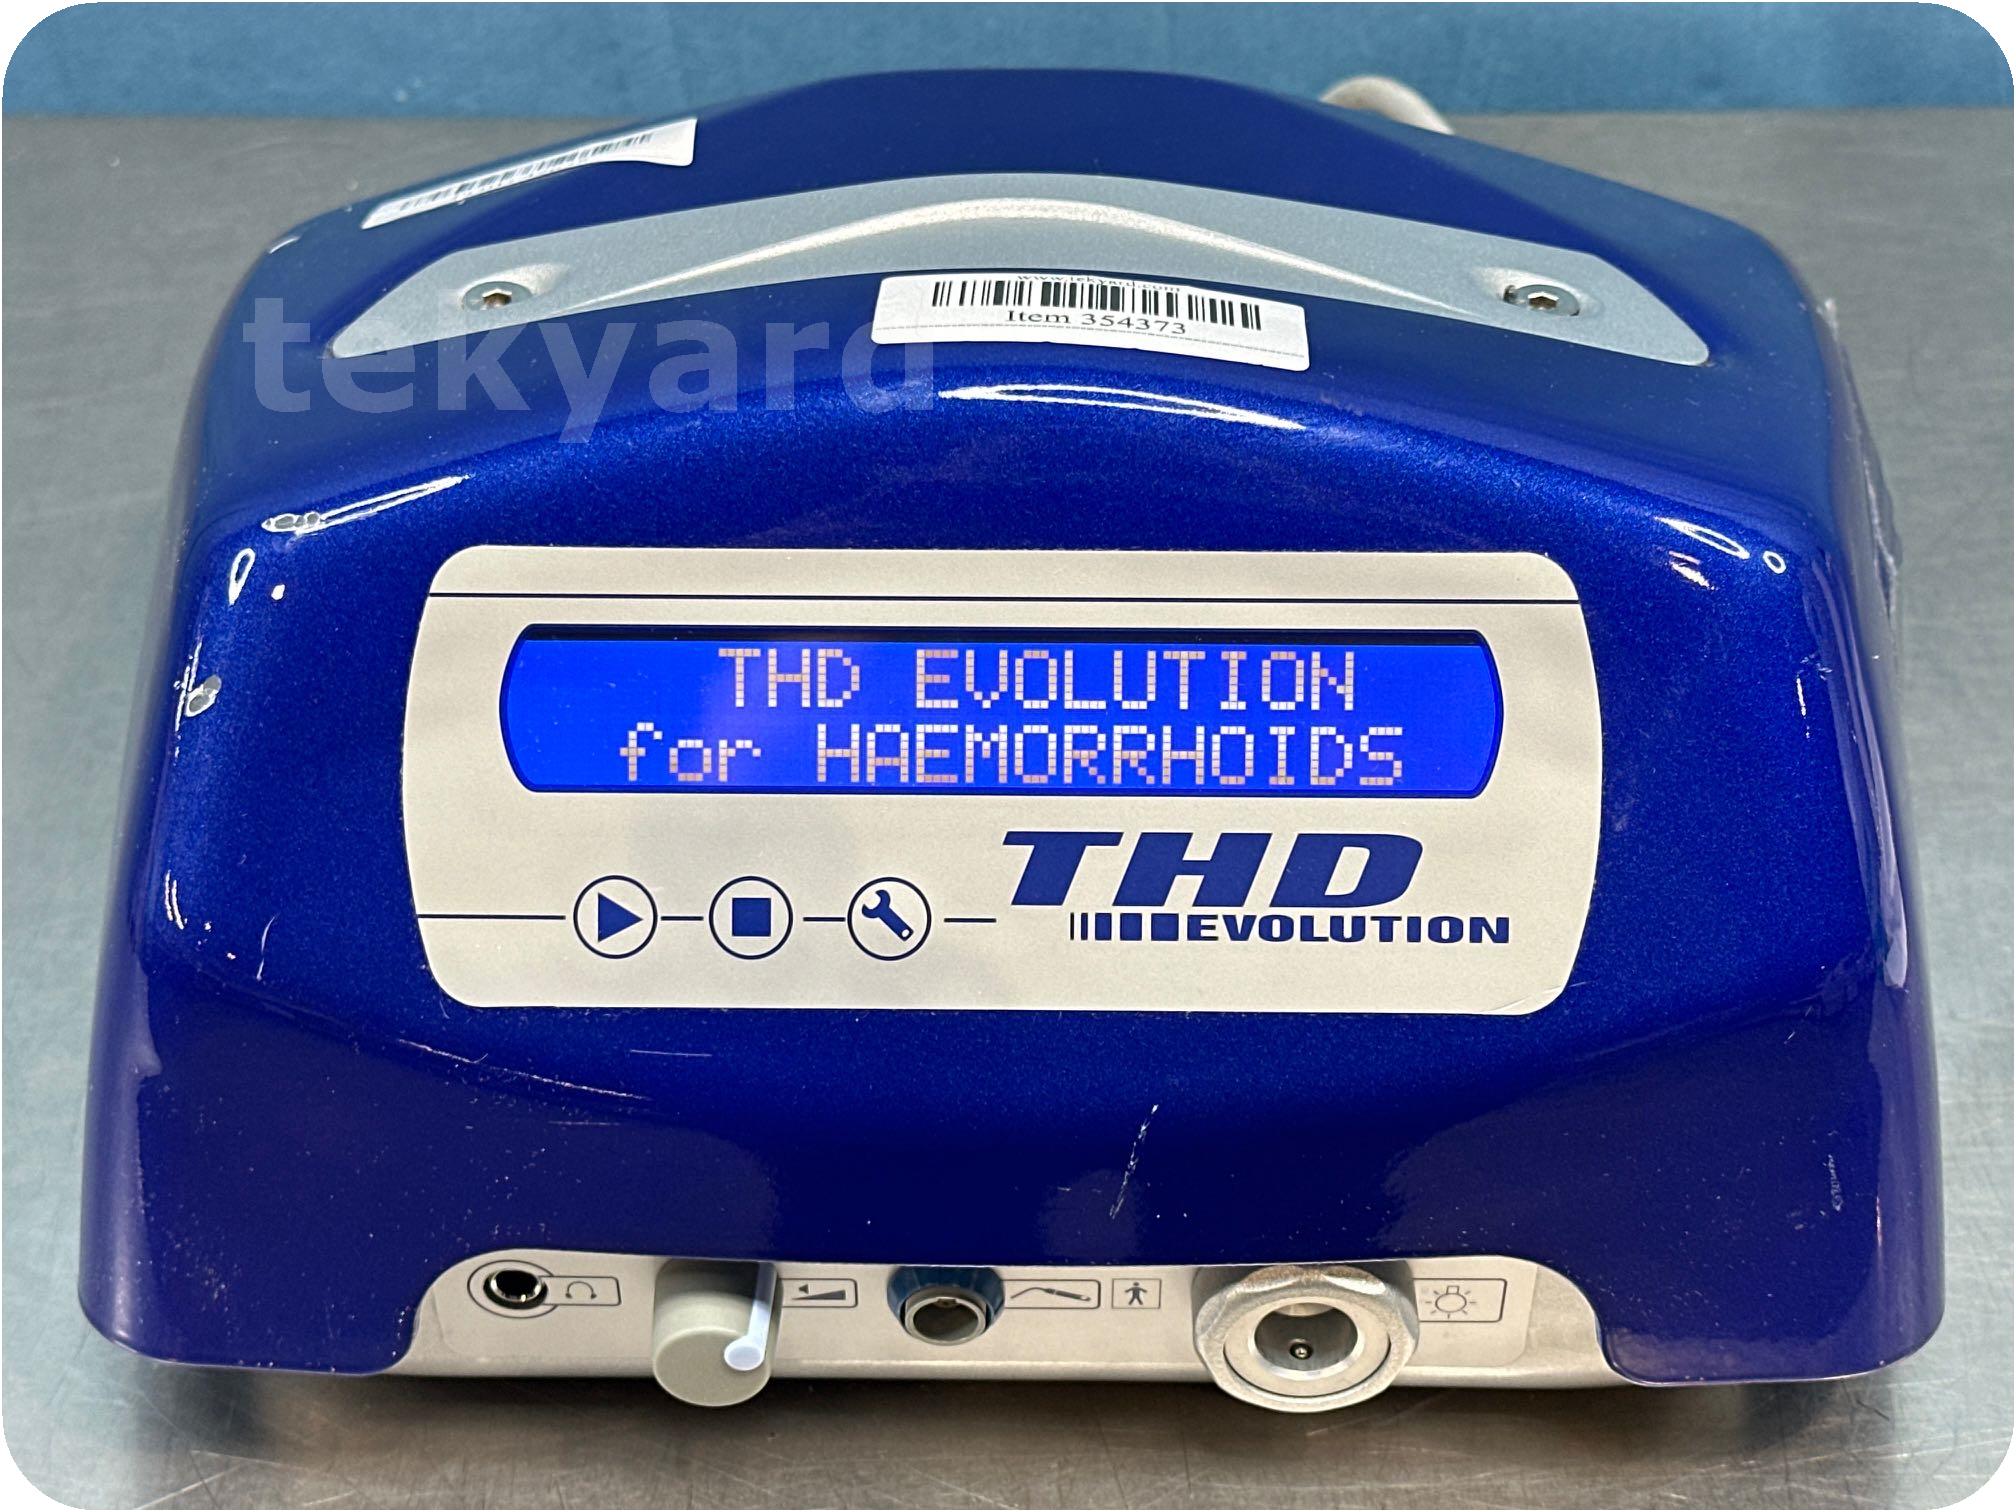 www.tekyard.com
Item 354373
tekyard
THD EVOLUTION
for HAEMORRHOIDS
THD
EVOLUTION